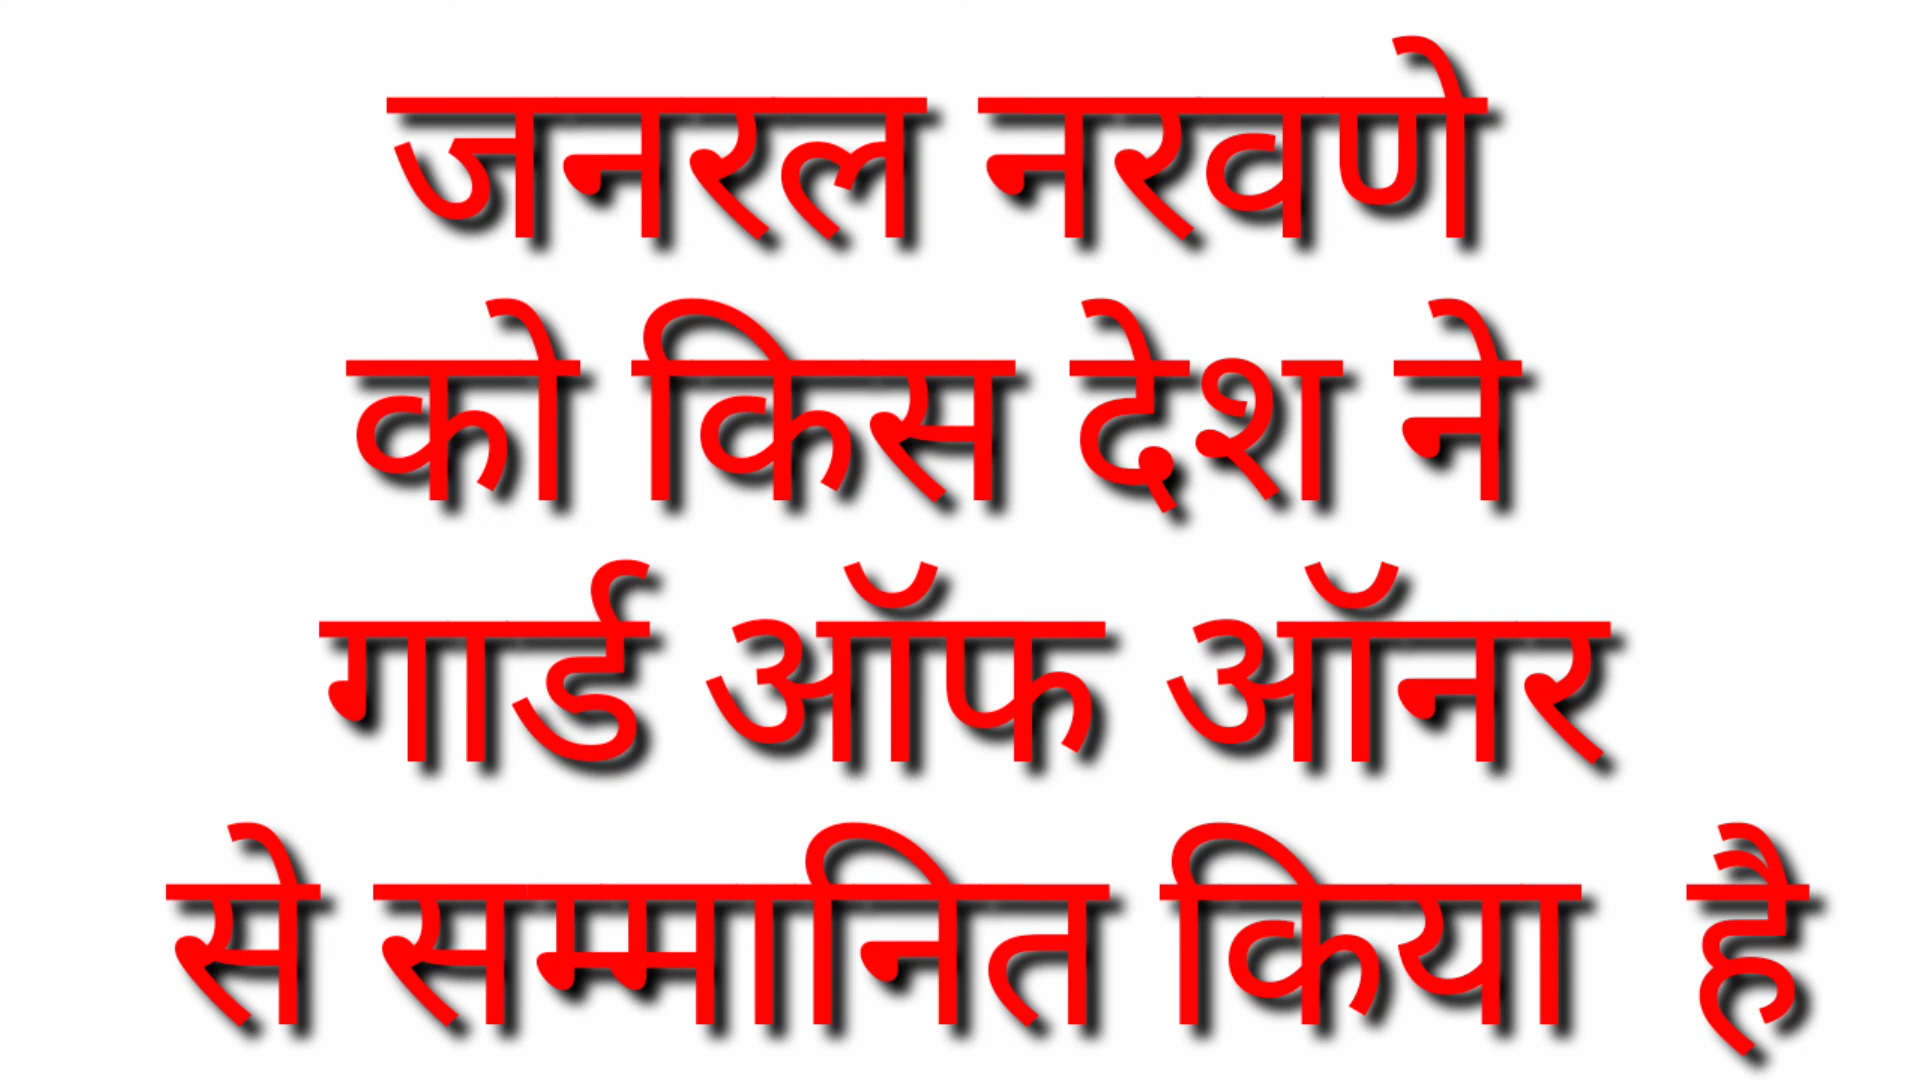 जनरल नरवणे
को किस देश ने
गार्ड ऑफ ऑनर
से सम्मानित किया है